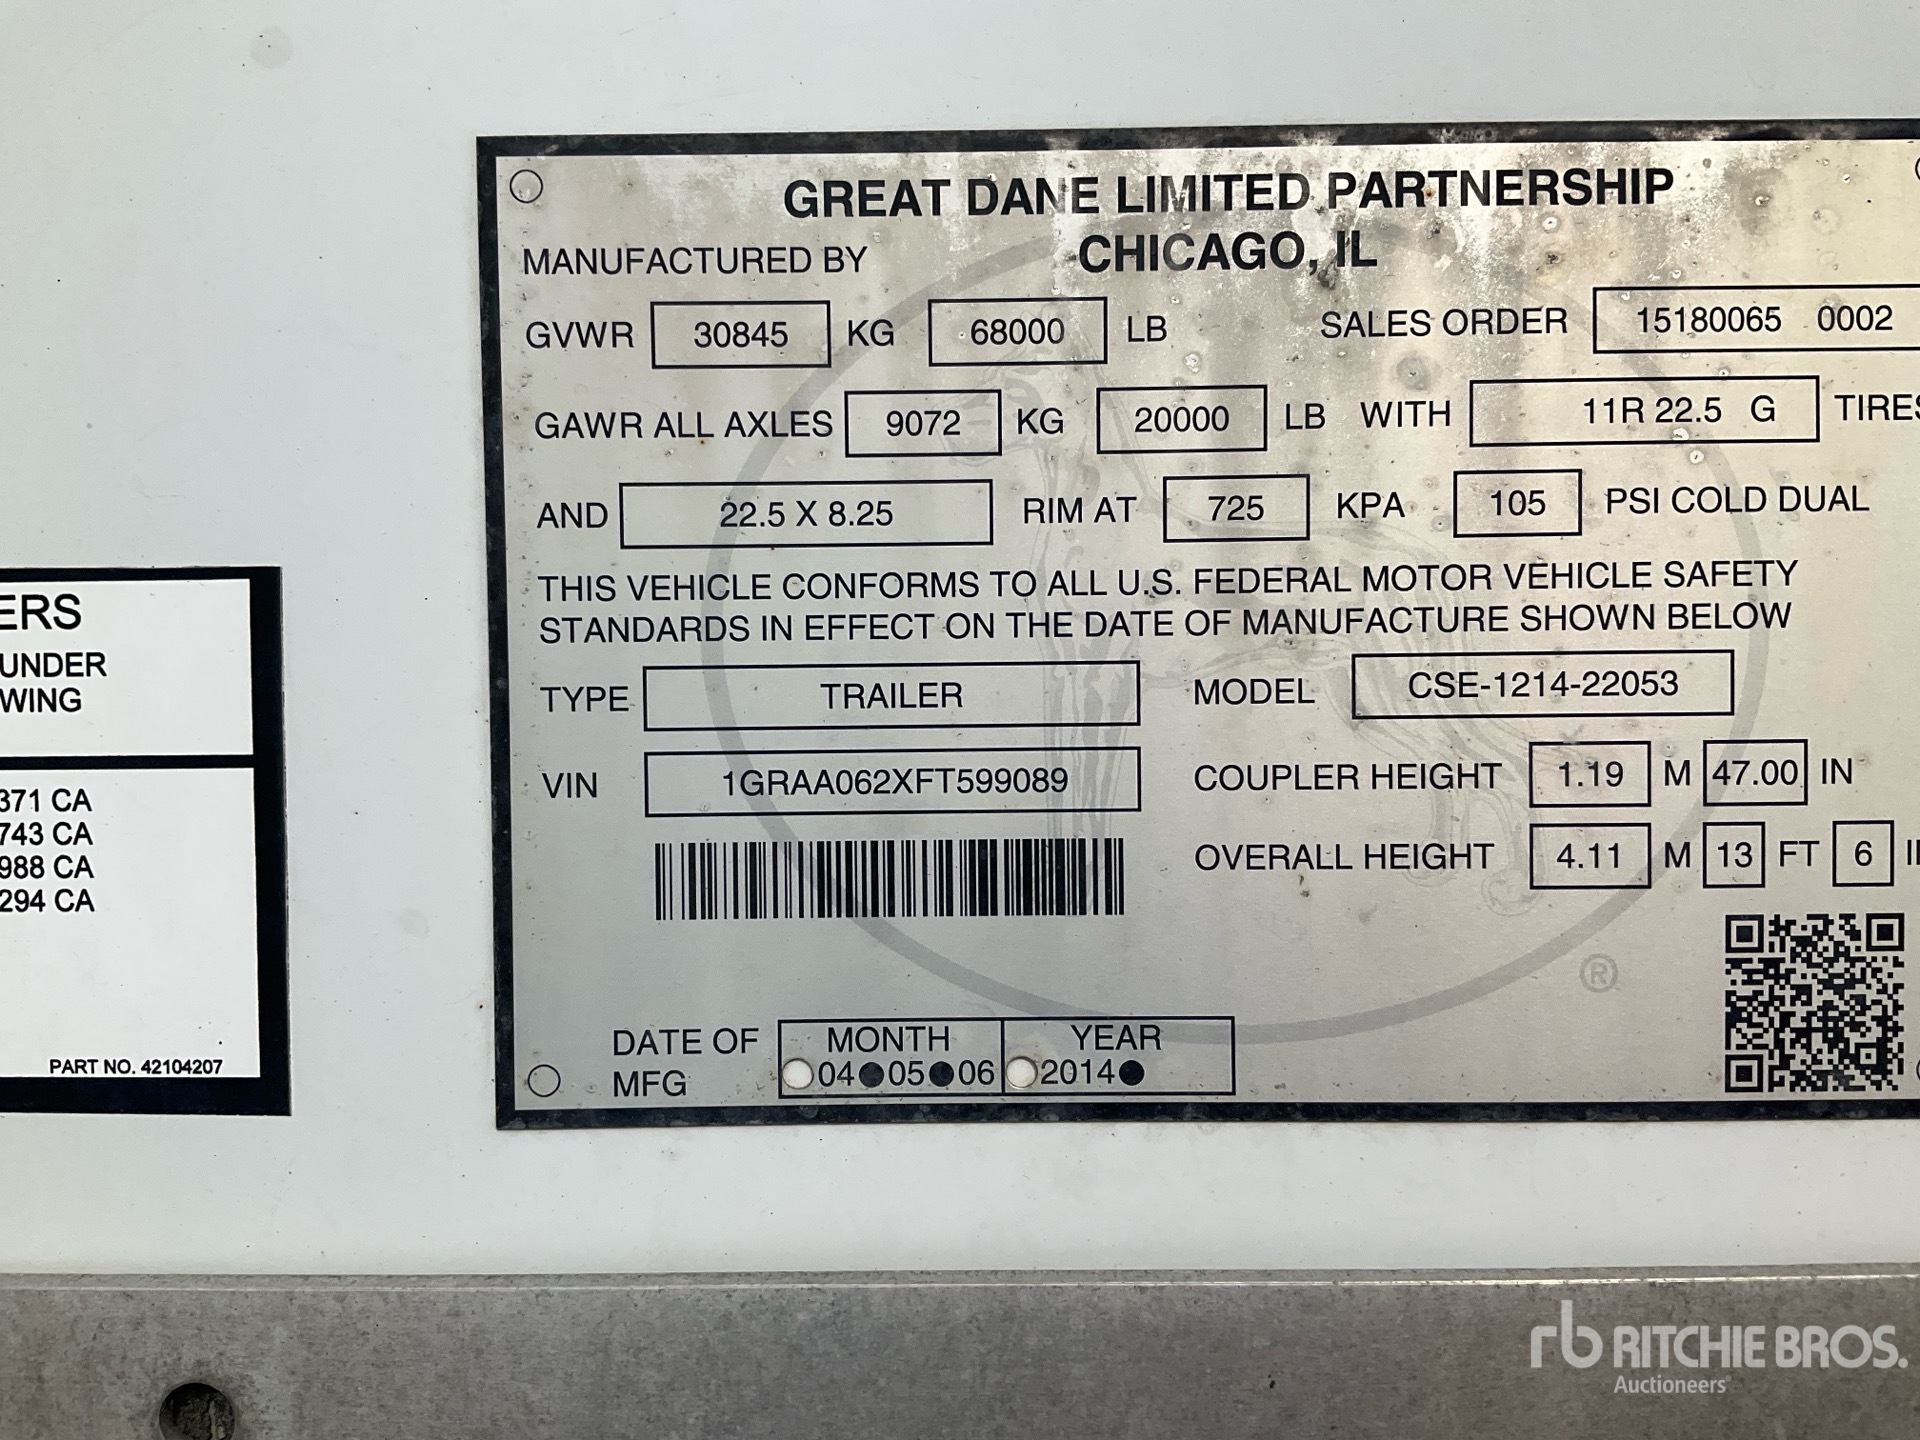 GREAT DANE LIMITED PARTNERSHIP
MANUFACTURED BY CHICAGO, IL
GVWR 30845 KG 68000 LB SALES ORDER 15180065 0002
GAWR ALL AXLES 9072 KG 20000 LB WITH 11R 22.5 G TIRES
AND 22.5 X 8.25 RIM AT 725 KPA 105 PSI COLD DUAL
THIS VEHICLE CONFORMS TO ALL U.S. FEDERAL MOTOR VEHICLE SAFETY
STANDARDS IN EFFECT ON THE DATE OF MANUFACTURE SHOWN BELOW
TYPE TRAILER MODEL CSE-1214-22053
VIN 1GRAA062XFT599089 COUPLER HEIGHT 1.19 M 47.00 IN
OVERALL HEIGHT 4.11 M 13 FT 6 I
®
DATE OF MONTH YEAR
MFG 04 05 06 2014
ERS
UNDER
WING
371 CA
743 CA
988 CA
294 CA
PART NO. 42104207
rb RITCHIE BROS.
Auctioneers